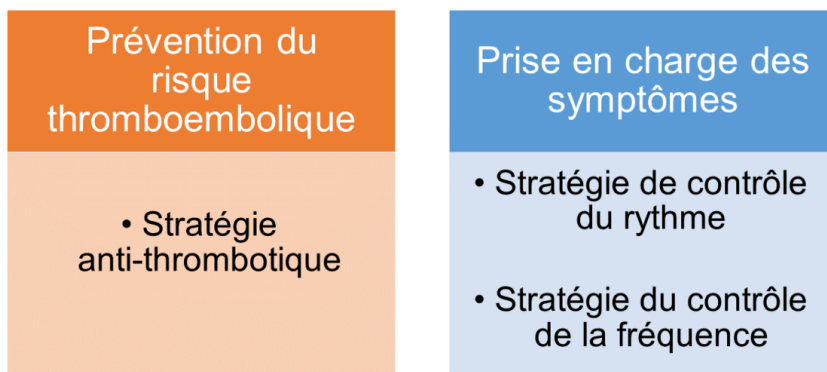 Prévention du
risque
thromboembolique
• Stratégie
anti-thrombotique
Prise en charge des
symptômes
• Stratégie de contrôle
du rythme
• Stratégie du contrôle
de la fréquence